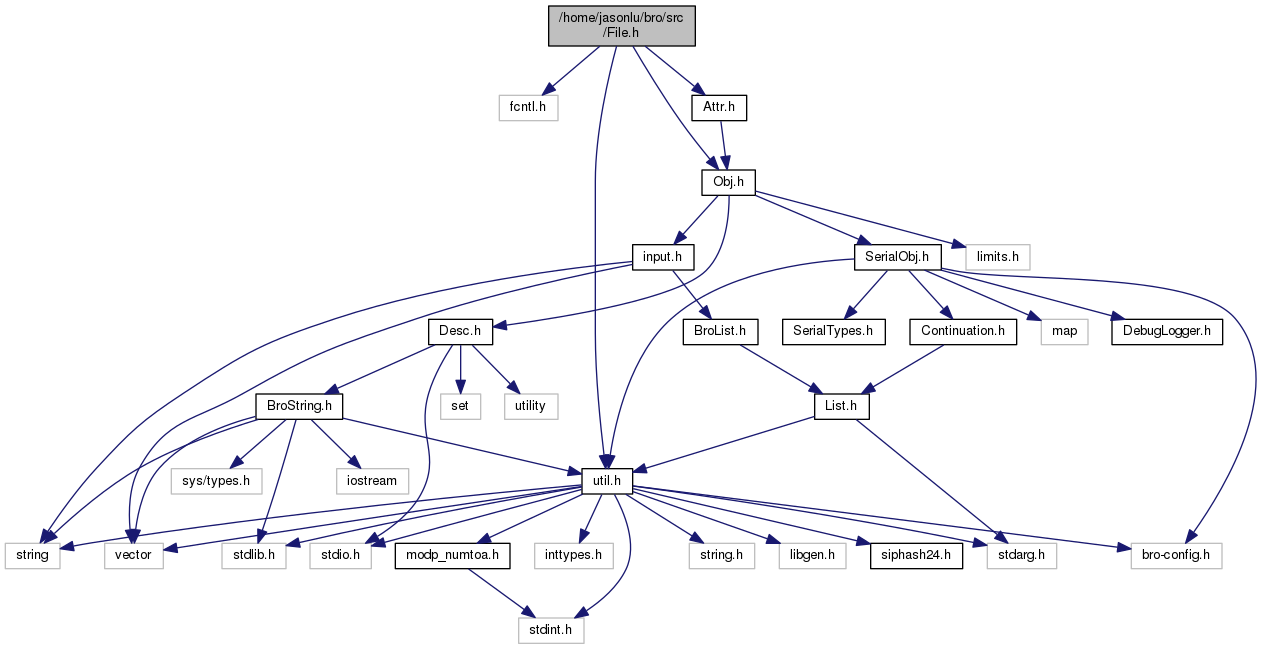 /home/jasonlu/bro/src
/File.h
fcntl.h
Attr.h
Obj.h
input.h
SerialObj.h
limits.h
Desc.h
BroList.h
SerialTypes.h
Continuation.h
map
DebugLogger.h
BroString.h
set
utility
List.h
sys/types.h
iostream
util.h
string
vector
stdlib.h
stdio.h
modp_numtoa.h
inttypes.h
string.h
libgen.h
siphash24.h
stdarg.h
bro-config.h
stdint.h